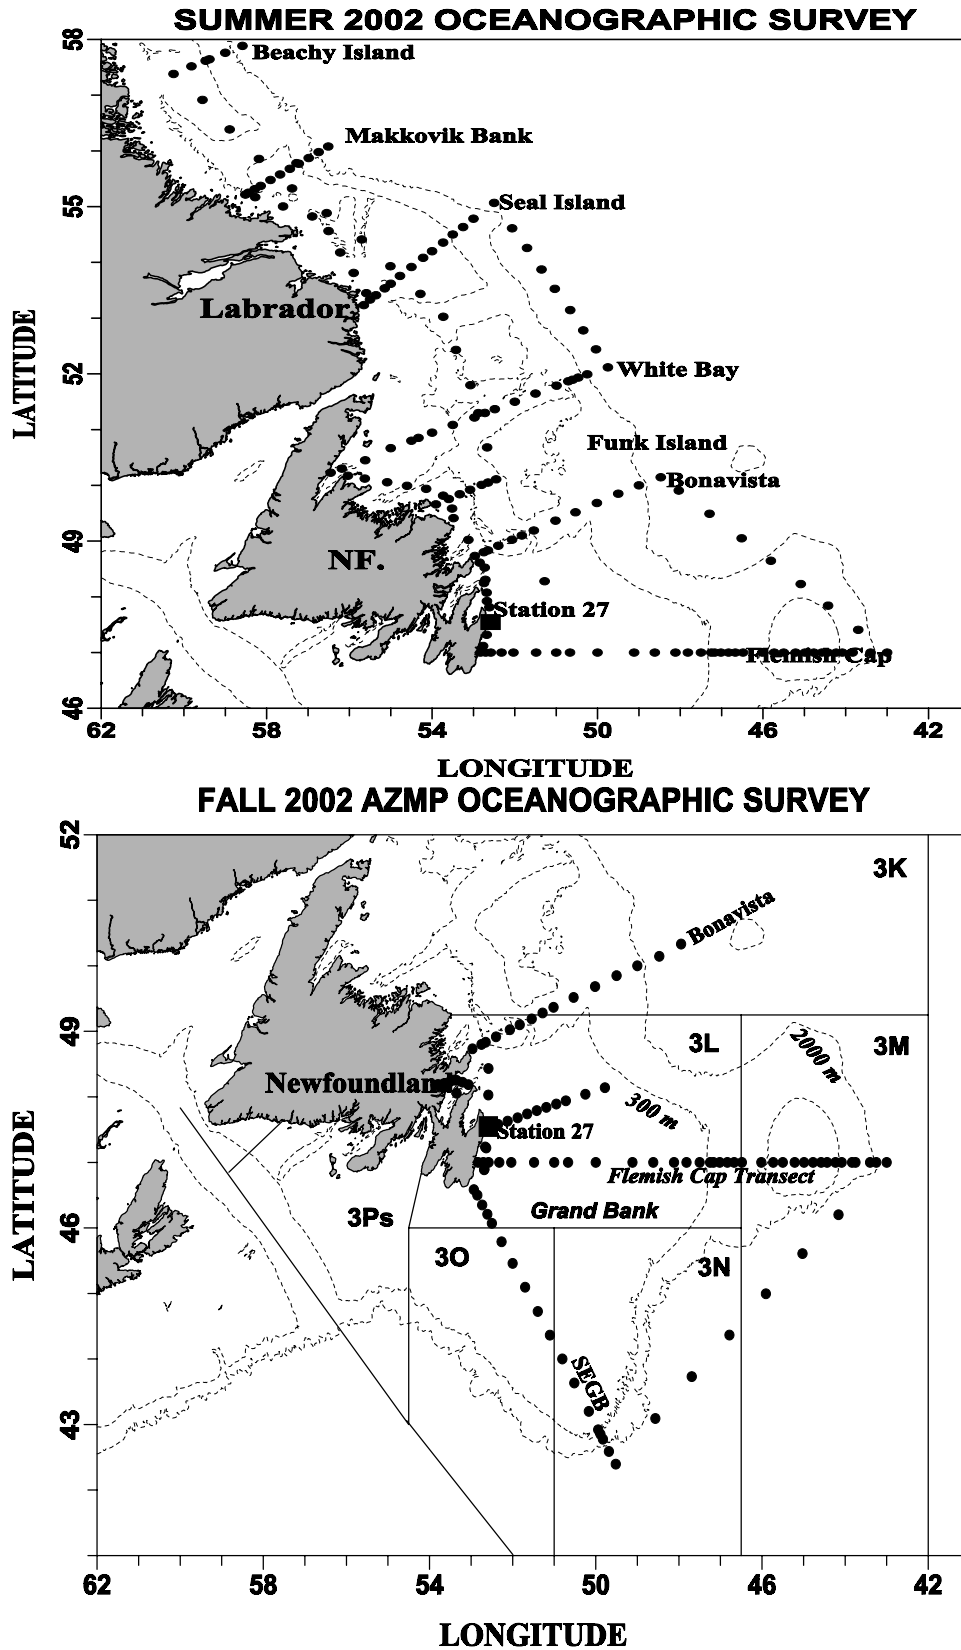 SUMMER 2002 OCEANOGRAPHIC SURVEY
58
Beachy Island
Makkovik Bank
55
Seal Island
Labrador
LATITUDE
52
White Bay
Funk Island
Bonavista
49
NF.
Station 27
Flemish Cap
46
62 58 54 50 46 42
LONGITUDE
FALL 2002 AZMP OCEANOGRAPHIC SURVEY
52
3K
Bonavista
49
3L
2000 m
3M
Newfoundland
300 m
Station 27
LATITUDE
Flemish Cap Transect
3Ps
Grand Bank
46
3O
3N
SEGB
43
62 58 54 50 46 42
LONGITUDE